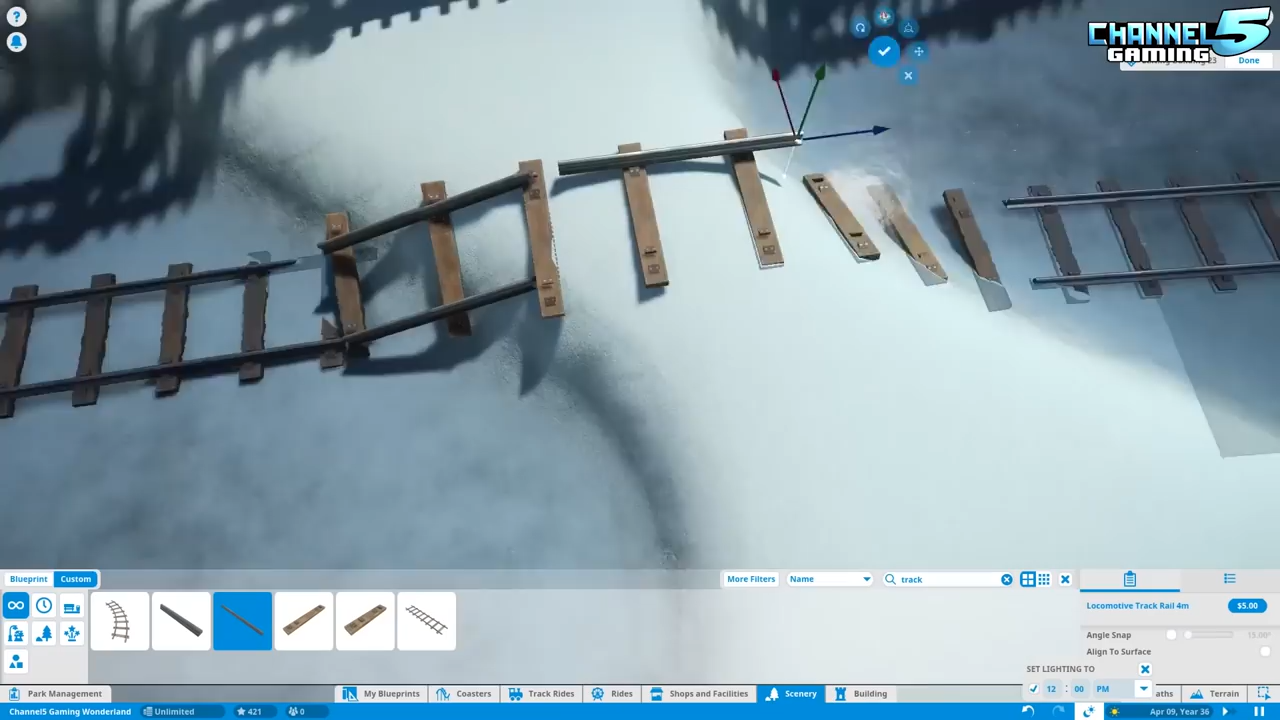 ?
CHANNEL 5
GAMING
Done
Blueprint
Custom
More Filters
Name
track
Locomotive Track Rail 4m
$5.00
Angle Snap
15.00°
Align To Surface
SET LIGHTING TO
12 : 00 PM
Park Management
My Blueprints
Coasters
Track Rides
Rides
Shops and Facilities
Scenery
Building
aths
Terrain
Channel5 Gaming Wonderland
Unlimited
421
0
Apr 09, Year 36